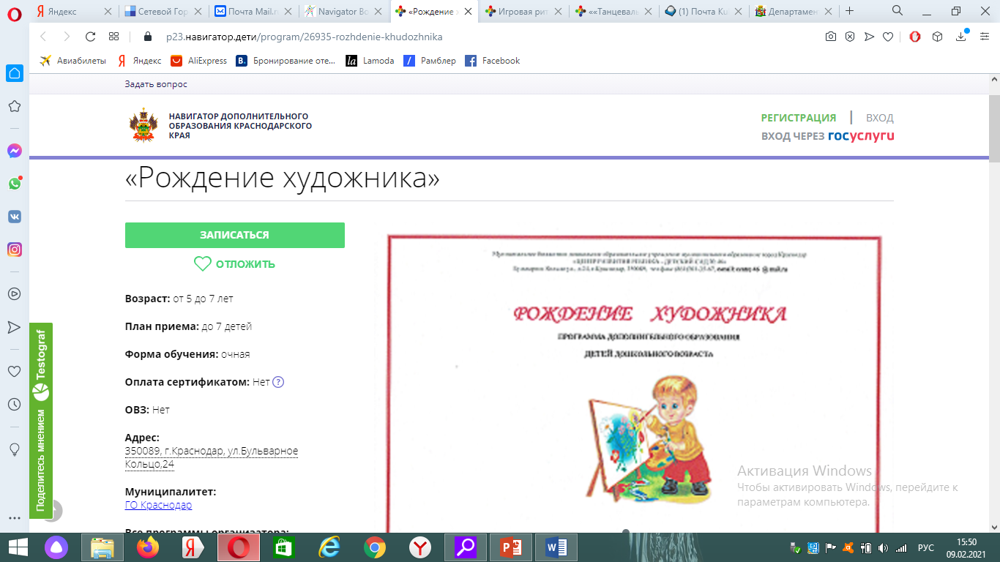 Яндекс
Сетевой Гор
Почта Mail.r
Navigator Bo
«Рождение х
Игровая рит
««Танцеваль
(1) Почта Ku
Департамен
p23.навигатор.дети/program/26935-rozhdenie-khudozhnika
Авиабилеты
Яндекс
AliExpress
Бронирование оте...
Lamoda
Рамблер
Facebook
Задать вопрос
НАВИГАТОР ДОПОЛНИТЕЛЬНОГО
ОБРАЗОВАНИЯ КРАСНОДАРСКОГО
КРАЯ
РЕГИСТРАЦИЯ
ВХОД
ВХОД ЧЕРЕЗ госуслуги
«Рождение художника»
ЗАПИСАТЬСЯ
ОТЛОЖИТЬ
Возраст: от 5 до 7 лет
План приема: до 7 детей
Форма обучения: очная
Оплата сертификатом: Нет ?
ОВЗ: Нет
Адрес:
350089, г.Краснодар, ул.Бульварное
Кольцо,24
Муниципалитет:
ГО Краснодар
Все программы организатора:
РОЖДЕНИЕ ХУДОЖНИКА
ПРОГРАММА ДОПОЛНИТЕЛЬНОГО ОБРАЗОВАНИЯ
ДЕТЕЙ ДОШКОЛЬНОГО ВОЗРАСТА
Активация Windows
Чтобы активировать Windows, перейдите к
параметрам компьютера.
Поделитесь мнением Testograf
РУС
15:50
09.02.2021